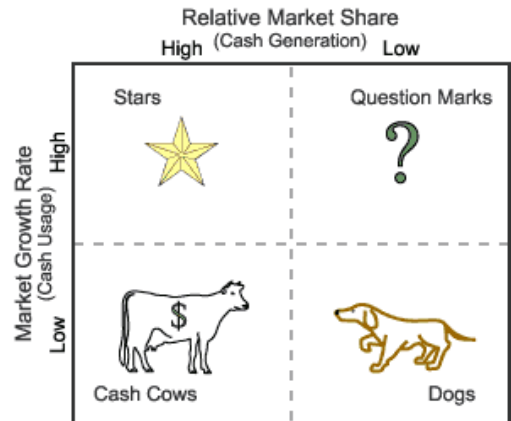 Relative Market Share
(Cash Generation)
High
Low
Stars
Question Marks
?
Market Growth Rate
(Cash Usage)
High
Low
$
Cash Cows
Dogs